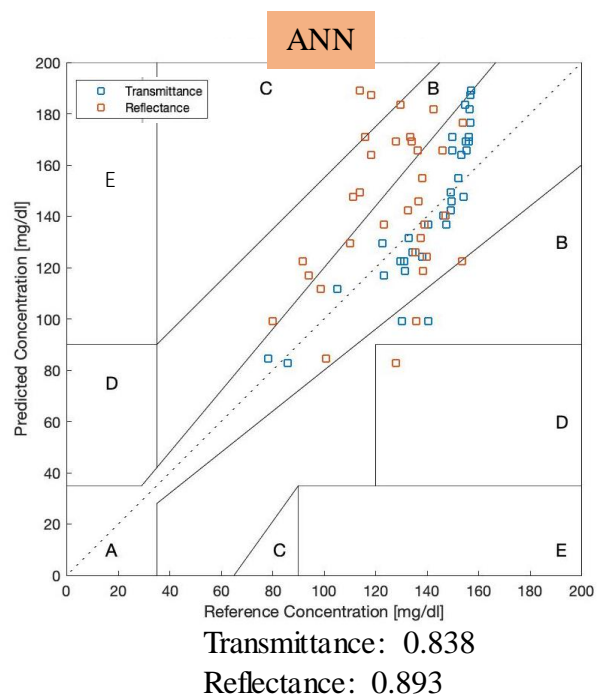 ANN
200
180
160
140
120
100
80
60
40
20
0
Predicted Concentration [mg/dl]
Transmittance
Reflectance
C
B
E
B
D
D
A
C
E
0 20 40 60 80 100 120 140 160 180 200
Reference Concentration [mg/dl]
Transmittance: 0.838
Reflectance: 0.893